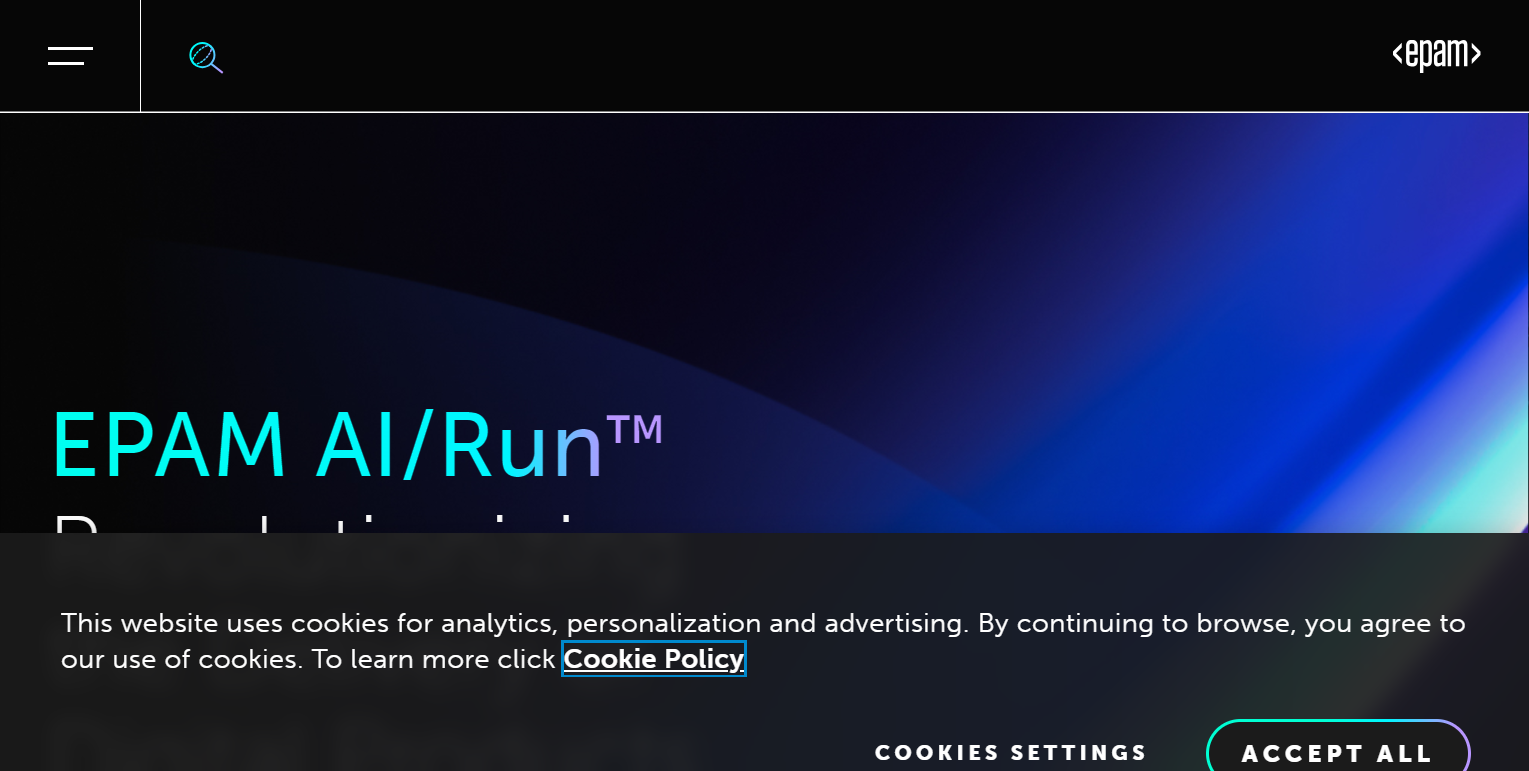 <epam>
EPAM AI/Run™
Revolutionizing
This website uses cookies for analytics, personalization and advertising. By continuing to browse, you agree to
our use of cookies. To learn more click Cookie Policy
COOKIES SETTINGS
ACCEPT ALL